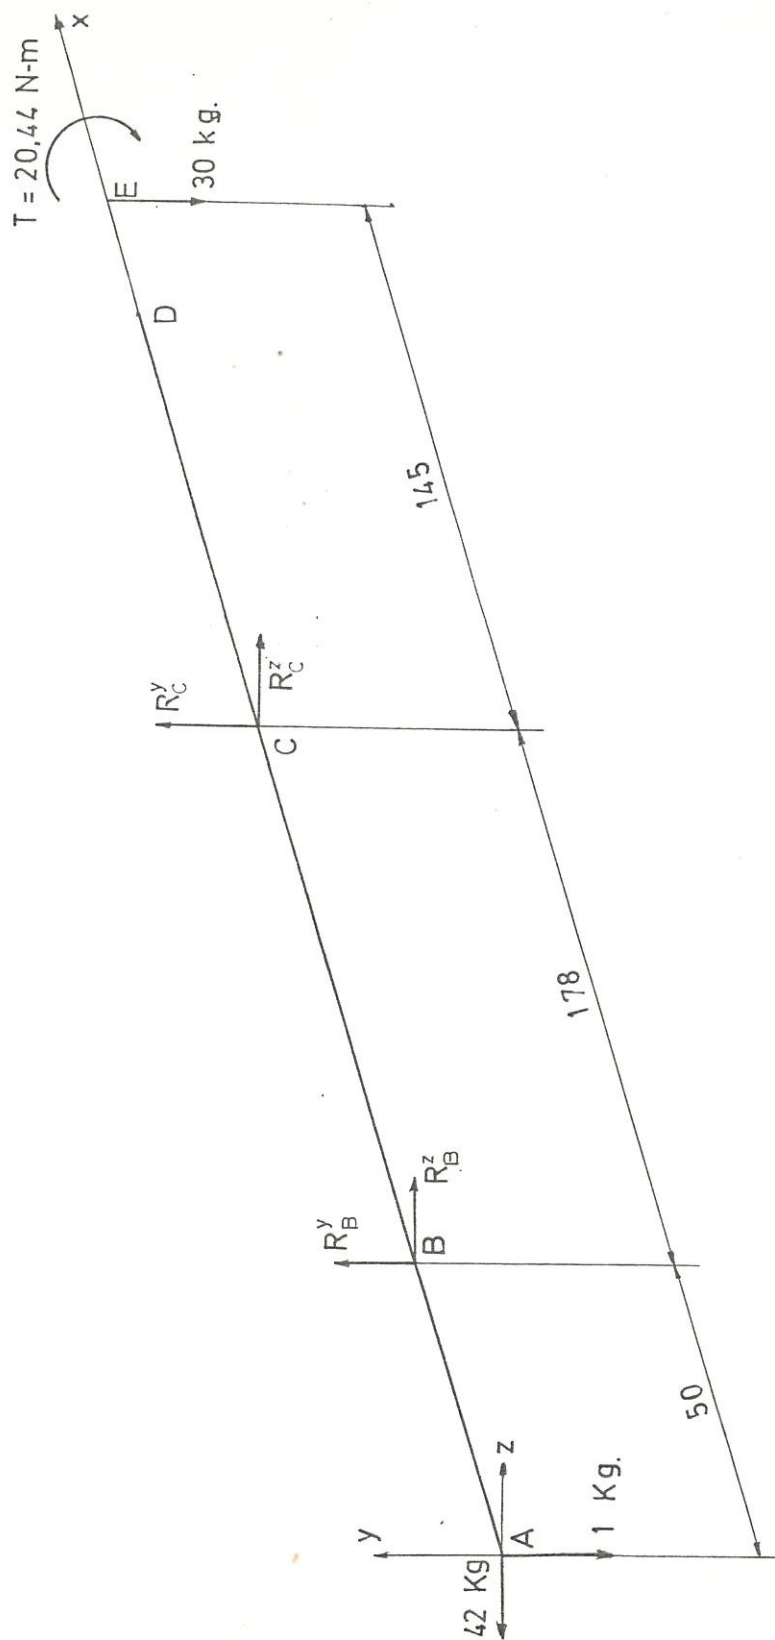 T = 20,44 N-m
x
E
30 kg.
D
145
R_C^y
R_C^z
C
178
R_B^y
R_B^z
B
50
y
z
A
42 Kg
1 Kg.